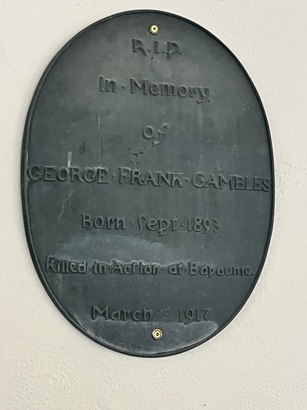 R.I.P.
In·Memory
of
GEORGE·FRANK·GAMBLES
Born·Sept·1893
Killed·in·Action·at·Bapaume
March 1917